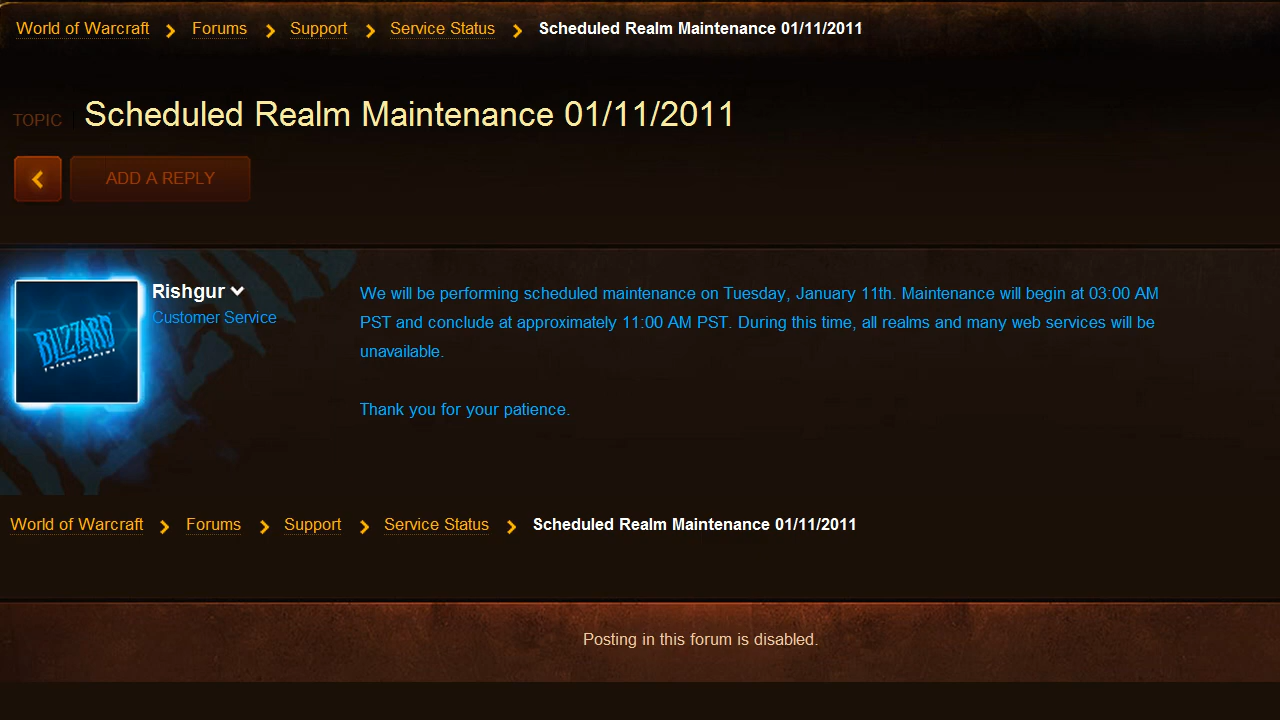 World of Warcraft Forums Support Service Status Scheduled Realm Maintenance 01/11/2011
TOPIC Scheduled Realm Maintenance 01/11/2011
ADD A REPLY
Rishgur
Customer Service
BLIZZARD
ENTERTAINMENT
We will be performing scheduled maintenance on Tuesday, January 11th. Maintenance will begin at 03:00 AM
PST and conclude at approximately 11:00 AM PST. During this time, all realms and many web services will be
unavailable.
Thank you for your patience.
World of Warcraft Forums Support Service Status Scheduled Realm Maintenance 01/11/2011
Posting in this forum is disabled.